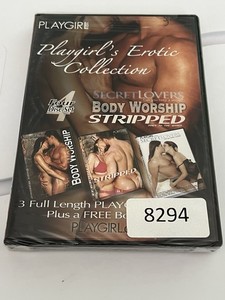 PLAYGIRL
Playgirl's Erotic
Collection
4
SECRET LOVERS
BODY WORSHIP
STRIPPED
BODY WORSHIP
STRIPPED
3 Full Length PLAY
Plus a FREE Bo
8294
PLAYGIRL